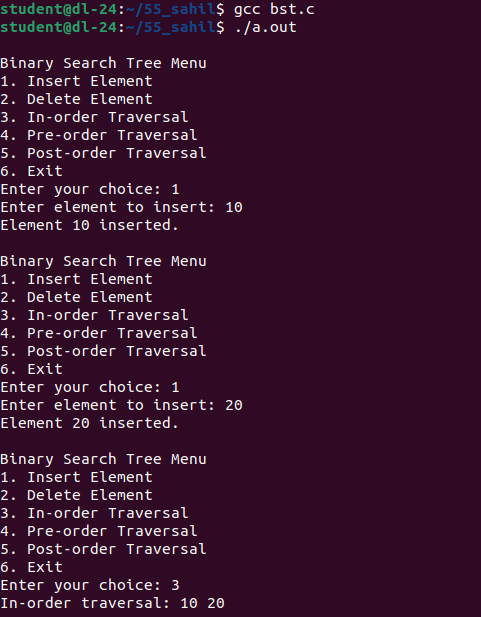 student@dl-24:~/55_sahil$ gcc bst.c
student@dl-24:~/55_sahil$ ./a.out
Binary Search Tree Menu
1. Insert Element
2. Delete Element
3. In-order Traversal
4. Pre-order Traversal
5. Post-order Traversal
6. Exit
Enter your choice: 1
Enter element to insert: 10
Element 10 inserted.
Binary Search Tree Menu
1. Insert Element
2. Delete Element
3. In-order Traversal
4. Pre-order Traversal
5. Post-order Traversal
6. Exit
Enter your choice: 1
Enter element to insert: 20
Element 20 inserted.
Binary Search Tree Menu
1. Insert Element
2. Delete Element
3. In-order Traversal
4. Pre-order Traversal
5. Post-order Traversal
6. Exit
Enter your choice: 3
In-order traversal: 10 20